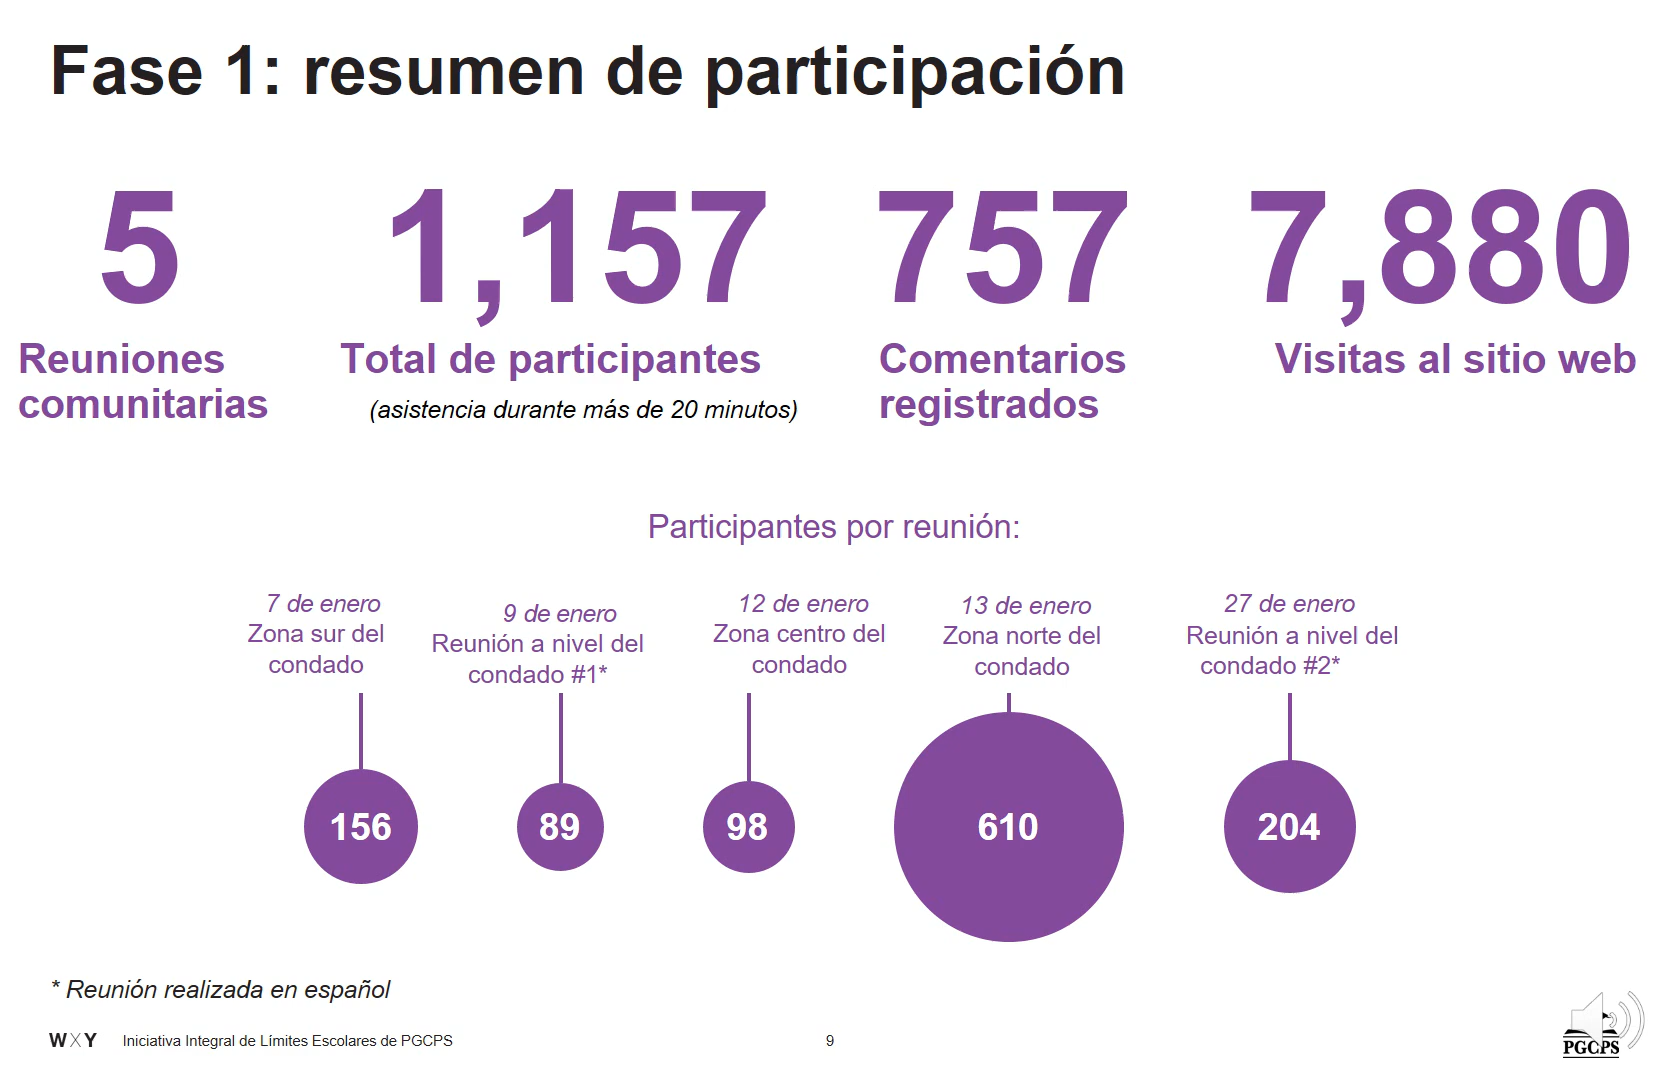 Fase 1: resumen de participación
5
Reuniones
comunitarias
1,157
Total de participantes
(asistencia durante más de 20 minutos)
757
Comentarios
registrados
7,880
Visitas al sitio web
Participantes por reunión:
7 de enero
Zona sur del
condado
156
9 de enero
Reunión a nivel del
condado #1*
89
12 de enero
Zona centro del
condado
98
13 de enero
Zona norte del
condado
610
27 de enero
Reunión a nivel del
condado #2*
204
* Reunión realizada en español
WXY Iniciativa Integral de Límites Escolares de PGCPS
9
PGCPS